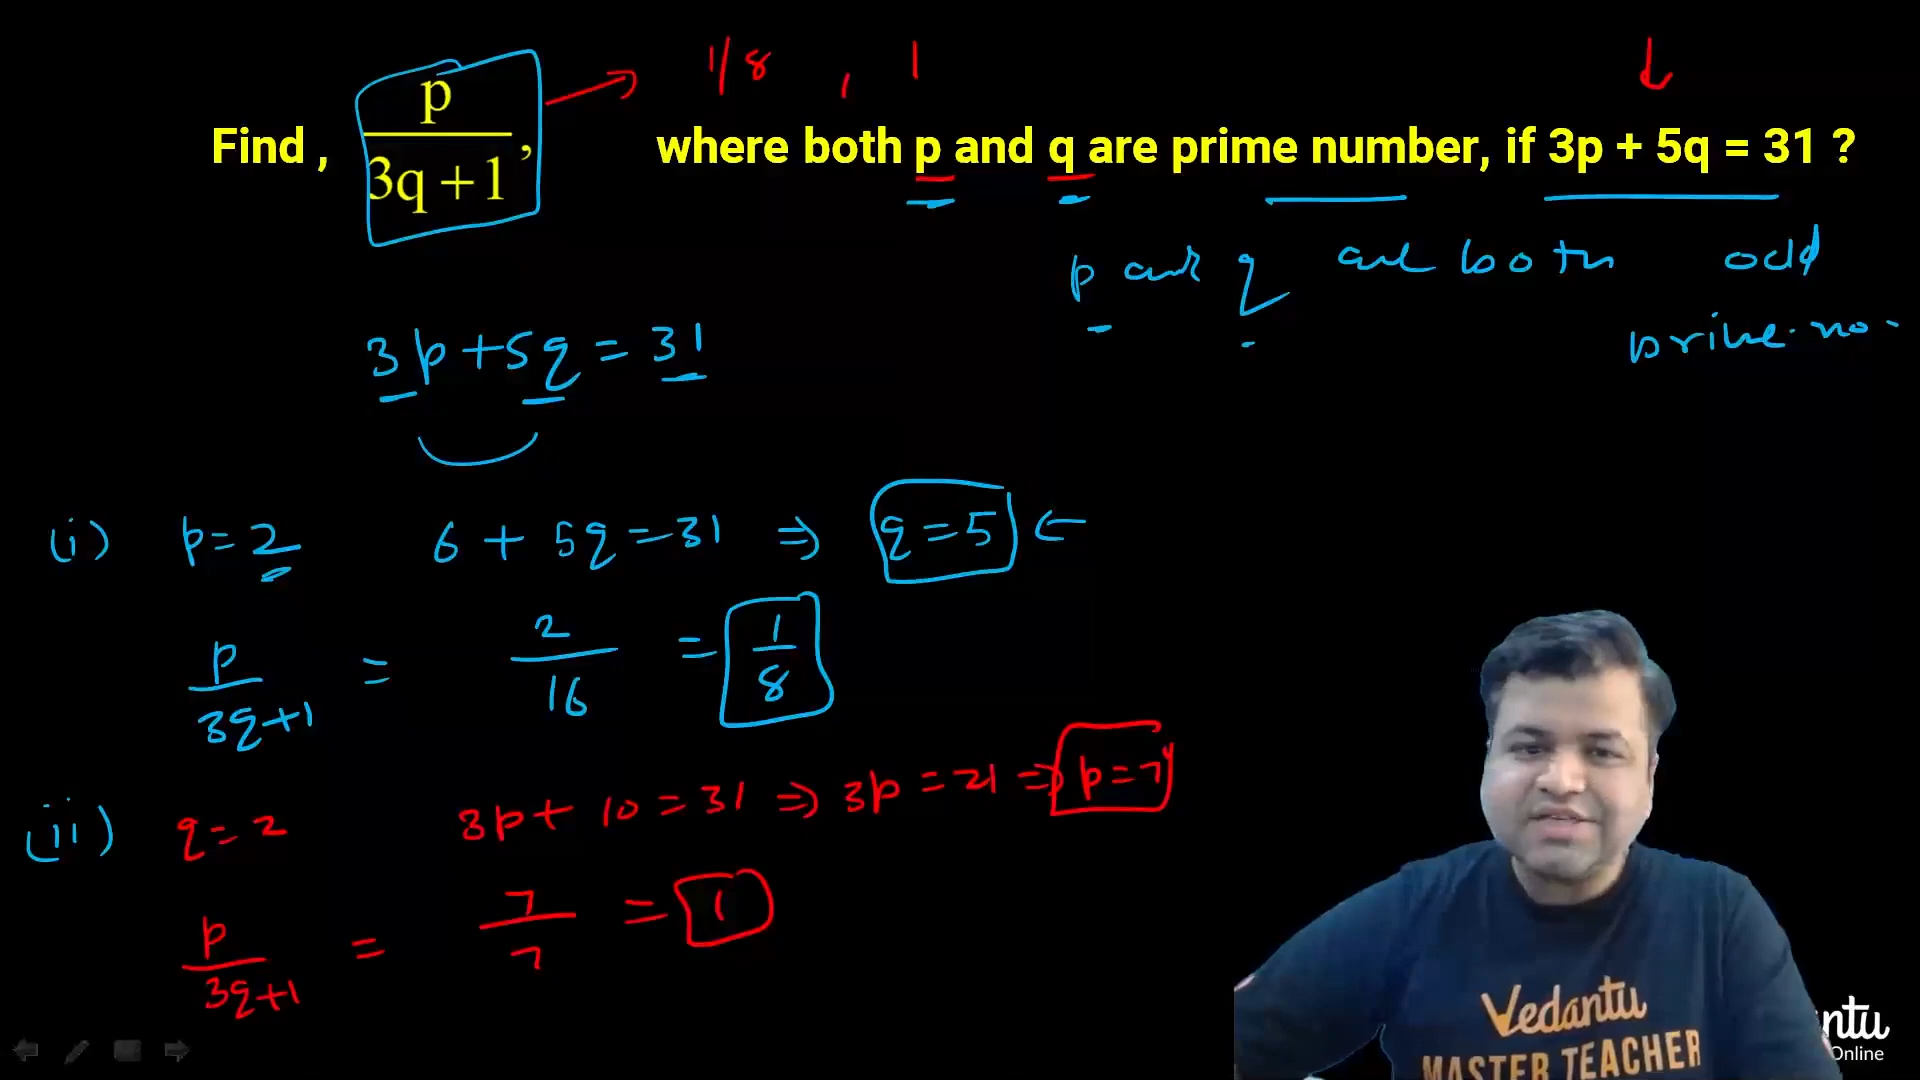 1/8 , 1
Find , p/(3q+1), where both p and q are prime number, if 3p + 5q = 31 ?
p and q are both odd
prime no.
3p+5q = 31
(i) p=2 6 + 5q=31 ⇒ q=5 ←
p/(3q+1) = 2/16 = 1/8
(ii) q=2 3p+10=31 ⇒ 3p=21 ⇒ p=7
p/(3q+1) = 7/7 = 1
Vedantu
MASTER TEACHER
ntu
Online